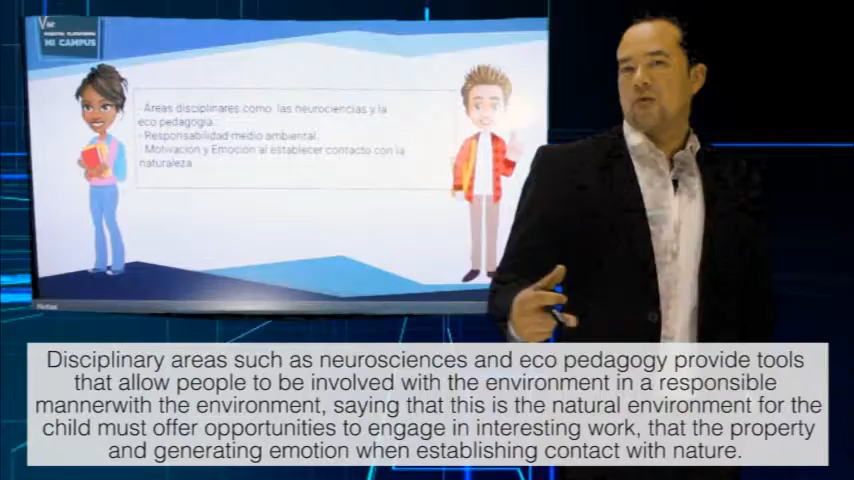 MI CAMPUS
- Áreas disciplinares como las neurociencias y la
eco pedagogía.
- Responsabilidad medio ambiental.
Motivación y Emoción al establecer contacto con la
naturaleza
Disciplinary areas such as neurosciences and eco pedagogy provide tools
that allow people to be involved with the environment in a responsible
mannerwith the environment, saying that this is the natural environment for the
child must offer opportunities to engage in interesting work, that the property
and generating emotion when establishing contact with nature.